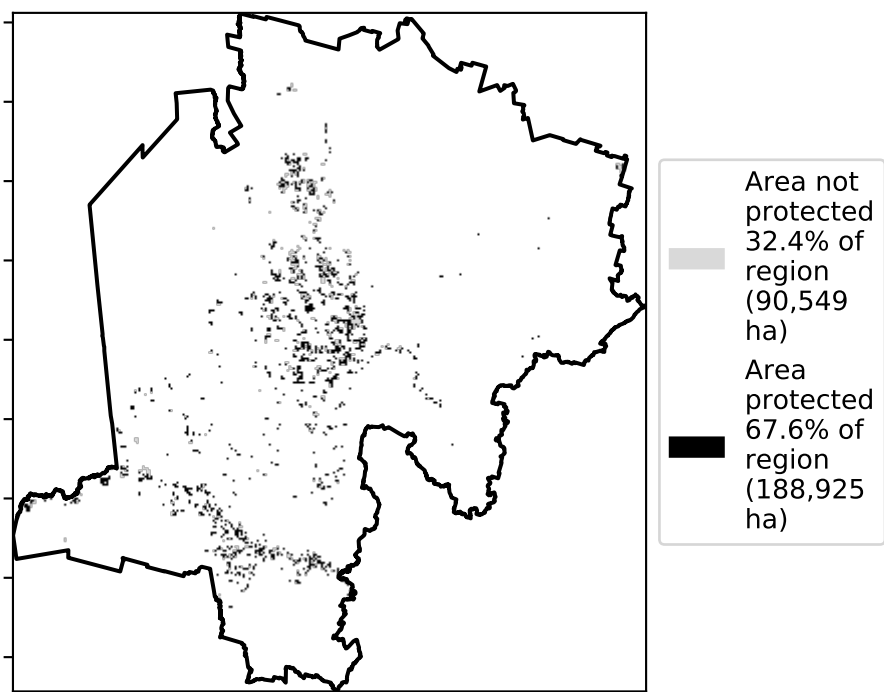 Area not
protected
32.4% of
region
(90,549
ha)
Area
protected
67.6% of
region
(188,925
ha)